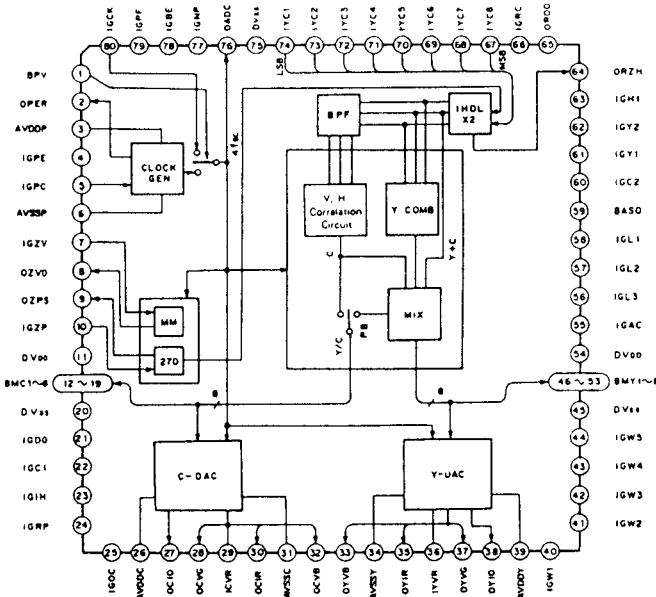 IGCK IGPF IGBE IGNP OADC DVss IYC1 IYC2 IYC3 IYC4 IYC5 IYC6 IYC7 IYC8 IGRC
80 79 78 77 76 75 74 73 72 71 70 69 68 67 66 65
LSB
MSB
BPV 1
OPER 2
AVDDP 3
IGPE 4
IGPC 5
AVSSP 6
IGZV 7
OZVD 8
OZPS 9
IGZP 10
DVDD 11
BMC1~8 12 ~ 19
DVss 20
IGDO 21
IGCI 22
IGIH 23
IGRP 24
CLOCK
GEN
4fsc
BPF
IHDL
X2
V, H
Correlation
Circuit
Y COMB
C
Y+C
MM
27D
Y/C
PB
MIX
8
8
C-DAC
Y-DAC
64 ORZH
63 IGH1
62 IGY2
61 IGY1
60 IGC2
59 BASO
58 IGL1
57 IGL2
56 IGL3
55 IGAC
54 DVDD
46 ~ 53
45 DVss
44 IGW5
43 IGW4
42 IGW3
41 IGW2
25 26 27 28 29 30 31 32 33 34 35 36 37 38 39 40
IGOC AVDDC OCIO OCVG ICVR OCIR AVSSC OCVB OYVB AVSSY OYIR IYVR OYVG OYIO AVDDY IGW1